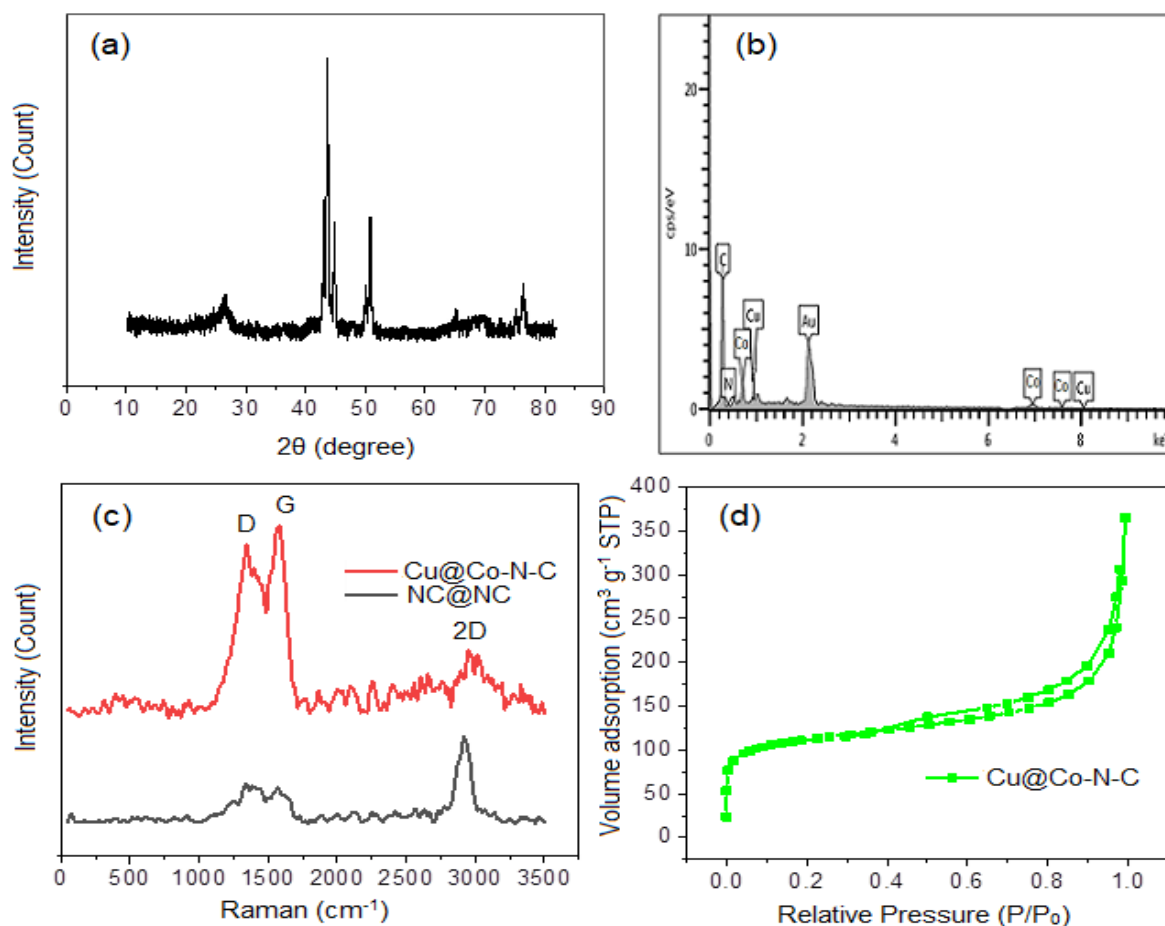 (a)
Intensity (Count)
0 10 20 30 40 50 60 70 80 90
2θ (degree)
(b)
cps/eV
20
10
0
C
N
Co
Cu
Au
Co
Co
Cu
0 2 4 6 8 ke
(c)
Intensity (Count)
D
G
2D
Cu@Co-N-C
NC@NC
0 500 1000 1500 2000 2500 3000 3500
Raman (cm⁻¹)
(d)
Volume adsorption (cm³ g⁻¹ STP)
400
350
300
250
200
150
100
50
0
Cu@Co-N-C
0.0 0.2 0.4 0.6 0.8 1.0
Relative Pressure (P/P₀)